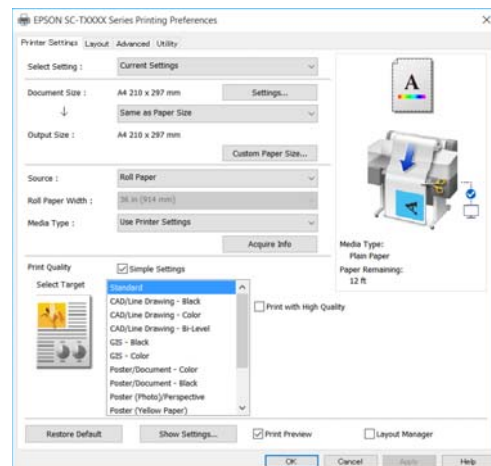 EPSON SC-TXXXX Series Printing Preferences
Printer Settings Layout Advanced Utility
Select Setting : Current Settings
Document Size : A4 210 x 297 mm Settings...
Same as Paper Size
Output Size : A4 210 x 297 mm
Custom Paper Size...
Source : Roll Paper
Roll Paper Width : 36 in (914 mm)
Media Type : Use Printer Settings
Acquire Info
A
Media Type:
Plain Paper
Paper Remaining:
12 ft
Print Quality Simple Settings
Select Target
Standard
CAD/Line Drawing - Black
CAD/Line Drawing - Color
CAD/Line Drawing - Bi-Level
GIS - Black
GIS - Color
Poster/Document - Color
Poster/Document - Black
Poster (Photo)/Perspective
Poster (Yellow Paper)
Print with High Quality
Restore Default Show Settings... Print Preview Layout Manager
OK Cancel Apply Help